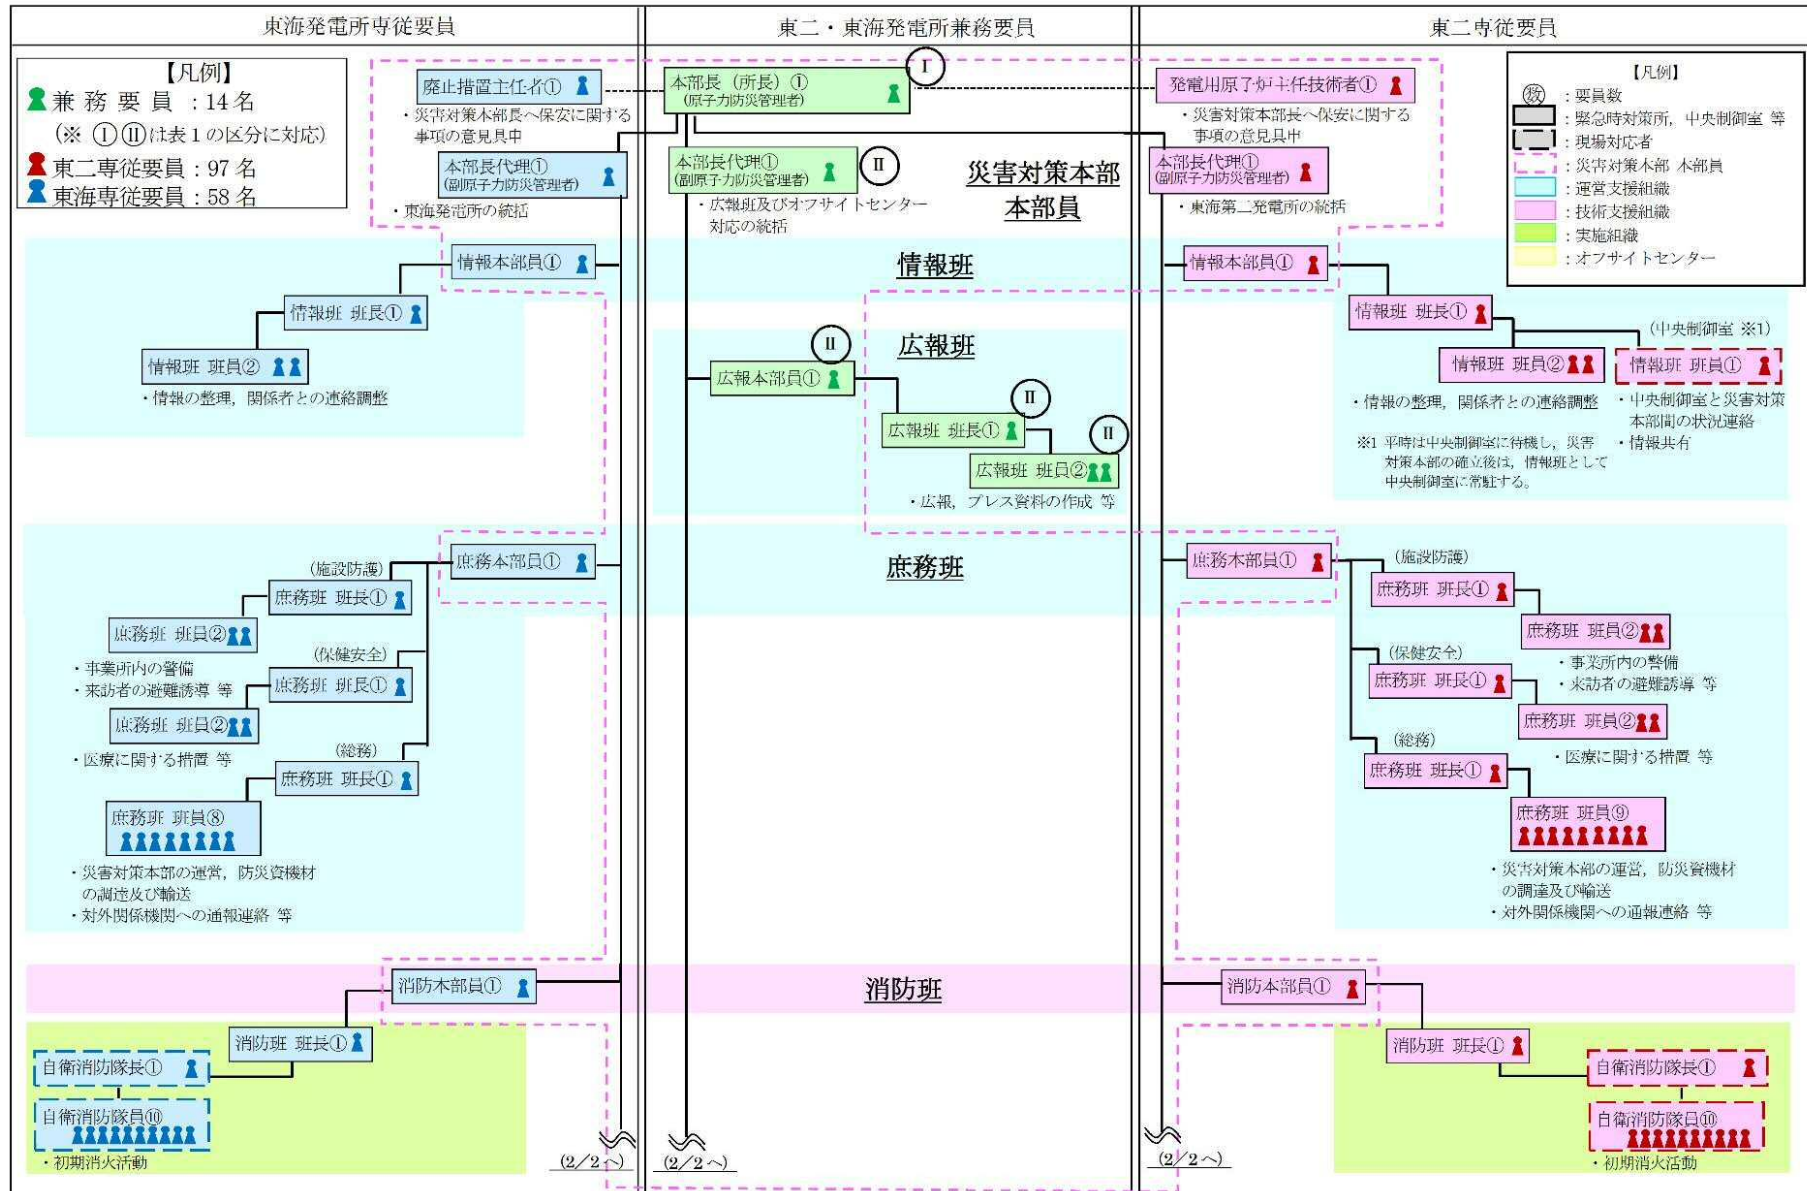 東海発電所専従要員
東二・東海発電所兼務要員
東二専従要員
【凡例】
兼 務 要 員 : 14名
(※ ⅠⅡは表1の区分に対応)
東二専従要員 : 97名
東海専従要員 : 58名
廃止措置主任者①
・災害対策本部長へ保安に関する
事項の意見具申
本部長代理①
(副原子力防災管理者)
・東海発電所の統括
本部長（所長）①
(原子力防災管理者)
Ⅰ
本部長代理①
(副原子力防災管理者)
Ⅱ
・広報班及びオフサイトセンター
対応の統括
災害対策本部
本部員
発電用原子炉主任技術者①
・災害対策本部長へ保安に関する
事項の意見具申
本部長代理①
(副原子力防災管理者)
・東海第二発電所の統括
【凡例】
数 : 要員数
: 緊急時対策所，中央制御室 等
: 現場対応者
: 災害対策本部 本部員
: 運営支援組織
: 技術支援組織
: 実施組織
: オフサイトセンター
情報本部員①
情報班 班長①
情報班 班員②
・情報の整理，関係者との連絡調整
情報班
情報本部員①
情報班 班長①
(中央制御室 ※1)
情報班 班員②
情報班 班員①
・情報の整理，関係者との連絡調整
・中央制御室と災害対策
本部間の状況連絡
・情報共有
※1 平時は中央制御室に待機し，災害
対策本部の確立後は，情報班として
中央制御室に常駐する。
広報班
Ⅱ
広報本部員①
Ⅱ
広報班 班長①
Ⅱ
広報班 班員②
・広報，プレス資料の作成 等
庶務本部員①
(施設防護)
庶務班 班長①
庶務班 班員②
・事業所内の警備
・来訪者の避難誘導 等
(保健安全)
庶務班 班長①
庶務班 班員②
・医療に関する措置 等
(総務)
庶務班 班長①
庶務班 班員⑧
・災害対策本部の運営，防災資機材
の調達及び輸送
・対外関係機関への通報連絡 等
庶務班
庶務本部員①
(施設防護)
庶務班 班長①
庶務班 班員②
・事業所内の警備
・来訪者の避難誘導 等
(保健安全)
庶務班 班長①
庶務班 班員②
・医療に関する措置 等
(総務)
庶務班 班長①
庶務班 班員⑨
・災害対策本部の運営，防災資機材
の調達及び輸送
・対外関係機関への通報連絡 等
消防本部員①
消防班 班長①
自衛消防隊長①
自衛消防隊員⑩
・初期消火活動
消防班
消防本部員①
消防班 班長①
自衛消防隊長①
自衛消防隊員⑩
・初期消火活動
(2／2へ)
(2／2へ)
(2／2へ)